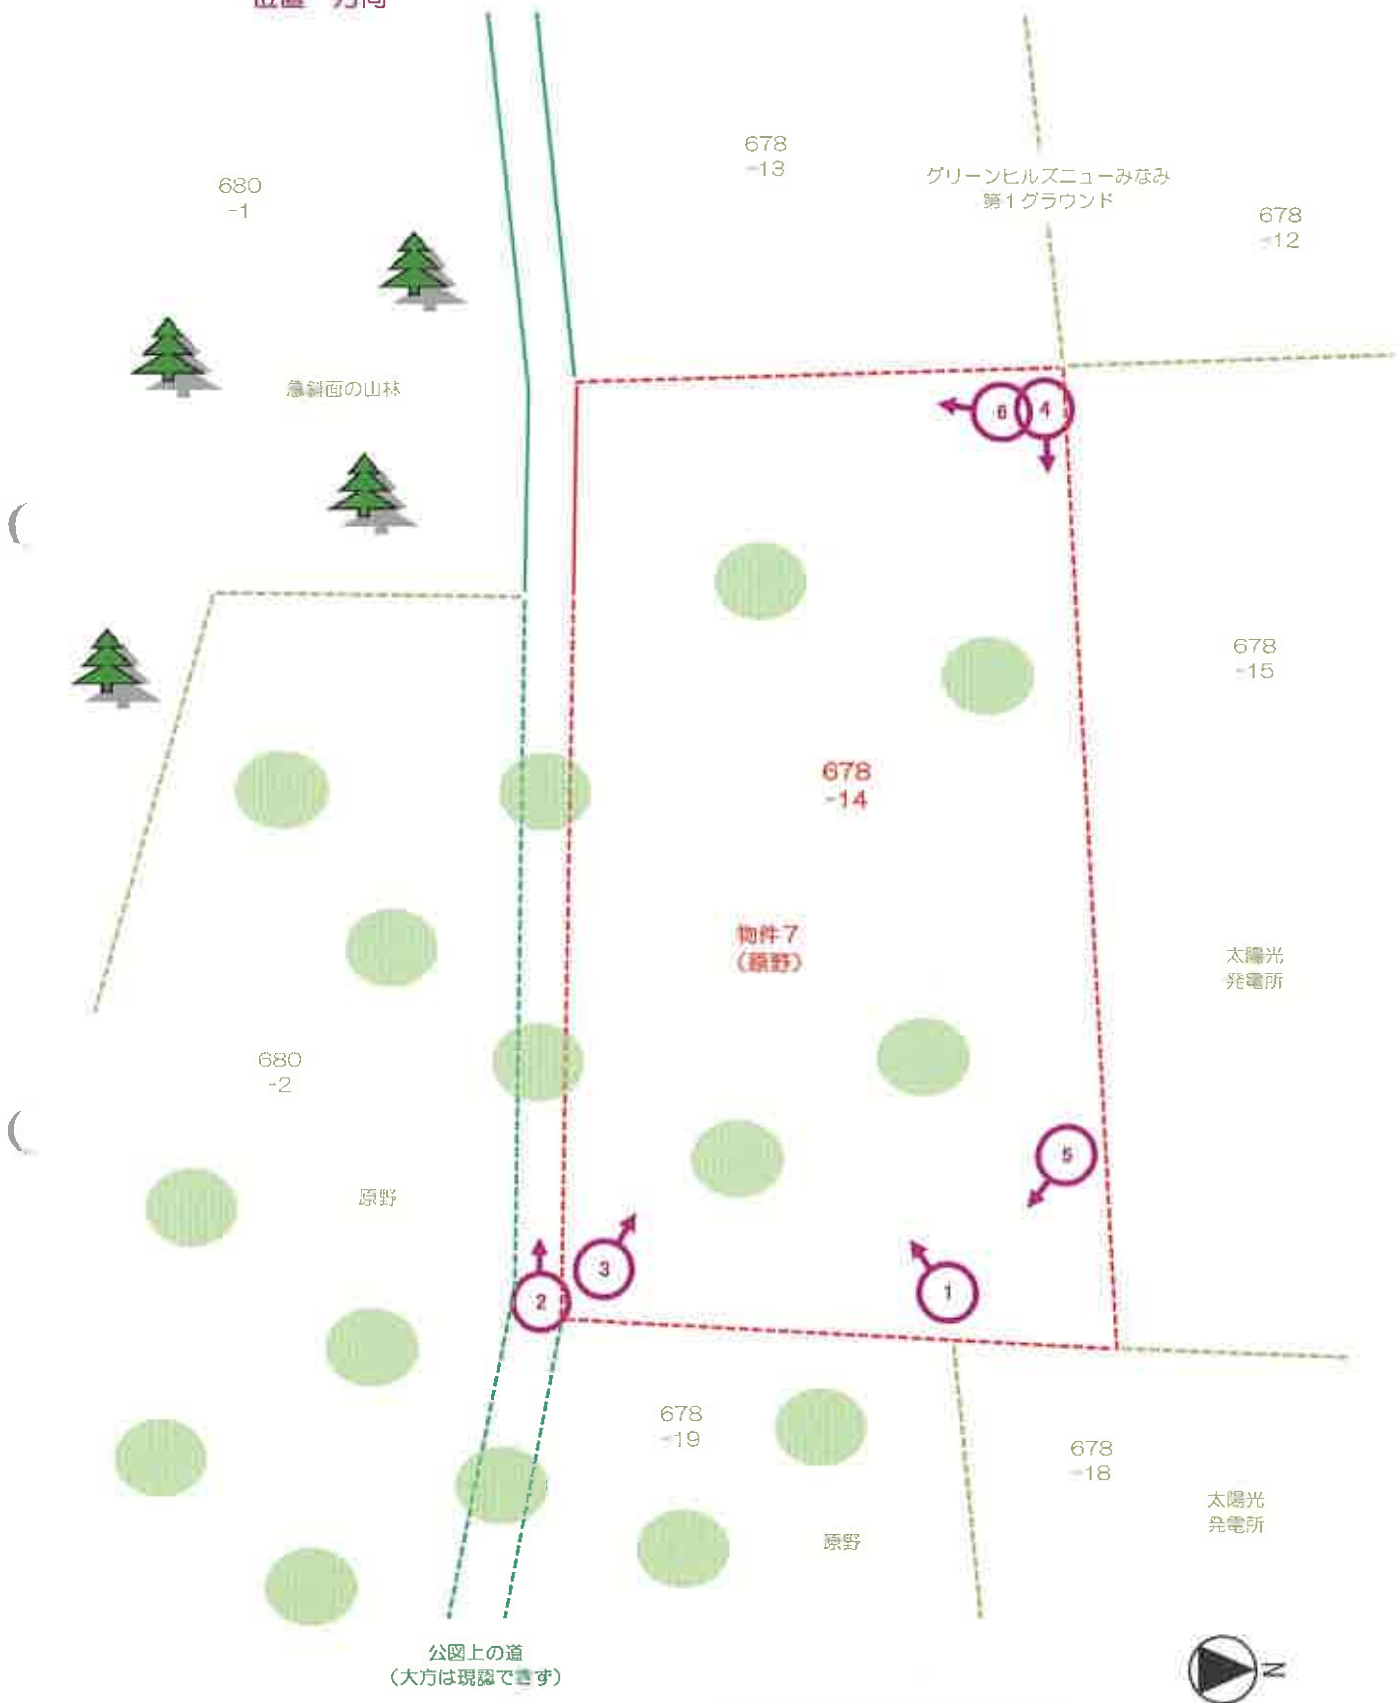 678
-13
グリーンヒルズニューみなみ
第1グラウンド
680
-1
678
-12
急斜面の山林
6
4
678
-15
678
-14
物件7
(原野)
太陽光
発電所
680
-2
5
原野
3
1
2
678
-19
678
-18
太陽光
発電所
原野
公図上の道
(大方は現認できず)
N